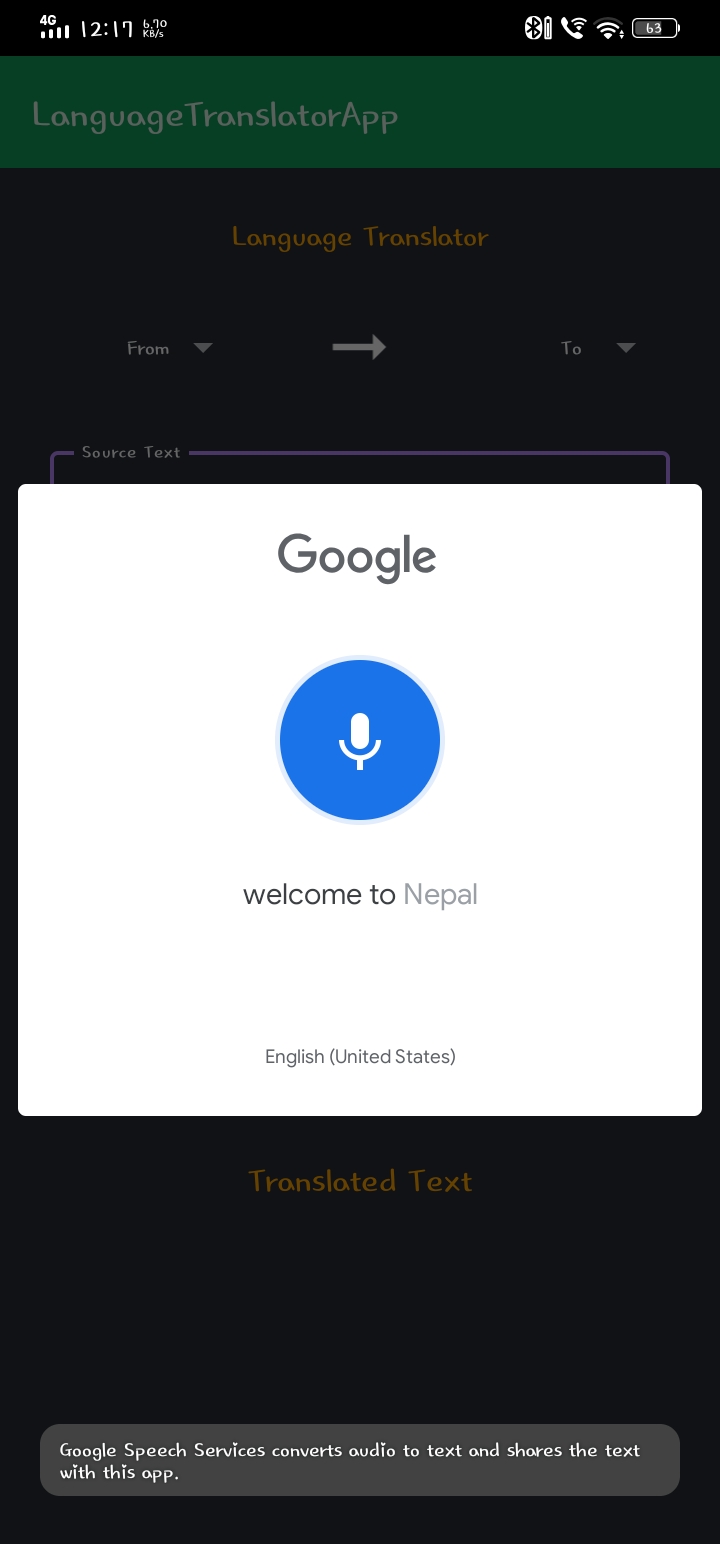 4G 12:17 6.70 KB/s 63
LanguageTranslatorApp
Language Translator
From To
Source Text
Google
welcome to Nepal
English (United States)
Translated Text
Google Speech Services converts audio to text and shares the text
with this app.